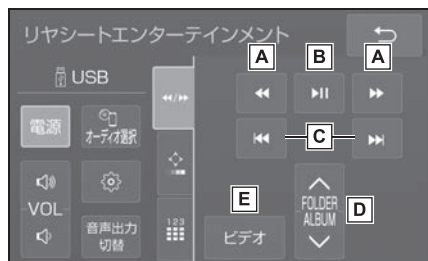 リヤシートエンターテインメント
A
B
A
USB
電源
オーディオ選択
C
VOL
音声出力
切替
123
E
ビデオ
FOLDER
ALBUM
D